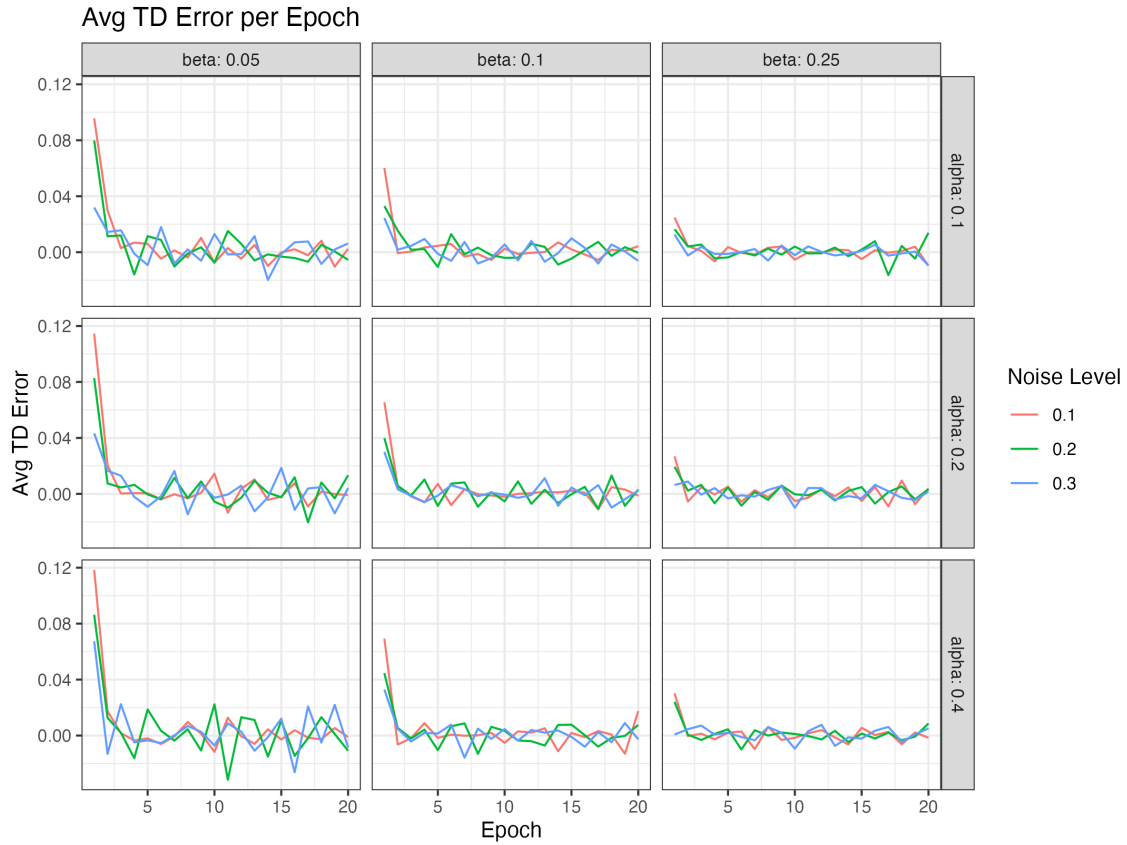 Avg TD Error per Epoch
beta: 0.05
beta: 0.1
beta: 0.25
0.12
0.08
0.04
0.00
alpha: 0.1
0.12
0.08
0.04
0.00
alpha: 0.2
0.12
0.08
0.04
0.00
alpha: 0.4
Avg TD Error
5 10 15 20
5 10 15 20
5 10 15 20
Epoch
Noise Level
0.1
0.2
0.3